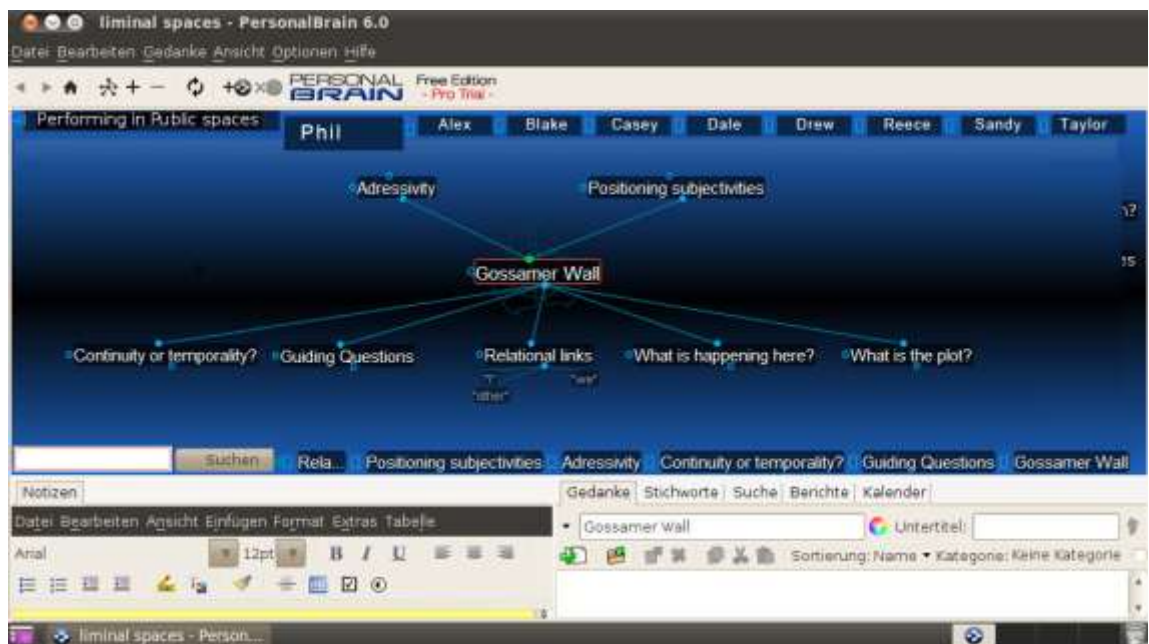 liminal spaces - PersonalBrain 6.0
Datei Bearbeiten Gedanke Ansicht Optionen Hilfe
PERSONAL BRAIN Free Edition - Pro Trial -
Performing in Public spaces Phil Alex Blake Casey Dale Drew Reece Sandy Taylor
Adressivity Positioning subjectivities
Gossamer Wall
Continuity or temporality? Guiding Questions Relational links What is happening here? What is the plot?
"I" "we"
"other"
Suchen Rela... Positioning subjectivities Adressivity Continuity or temporality? Guiding Questions Gossamer Wall
Notizen Gedanke Stichworte Suche Berichte Kalender
Datei Bearbeiten Ansicht Einfügen Format Extras Tabelle Gossamer Wall Untertitel:
Arial 12pt B I U Sortierung: Name Kategorie: Keine Kategorie
liminal spaces - Person...